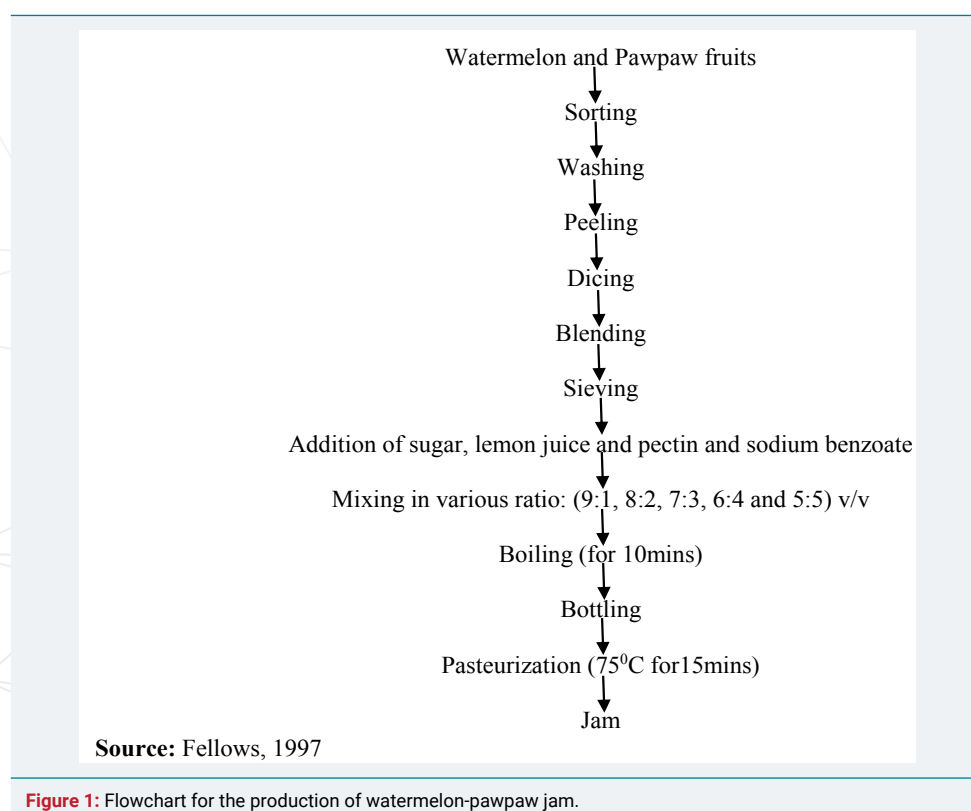 Watermelon and Pawpaw fruits
Sorting
Washing
Peeling
Dicing
Blending
Sieving
Addition of sugar, lemon juice and pectin and sodium benzoate
Mixing in various ratio: (9:1, 8:2, 7:3, 6:4 and 5:5) v/v
Boiling (for 10mins)
Bottling
Pasteurization (75⁰C for15mins)
Jam
Source: Fellows, 1997
Figure 1: Flowchart for the production of watermelon-pawpaw jam.